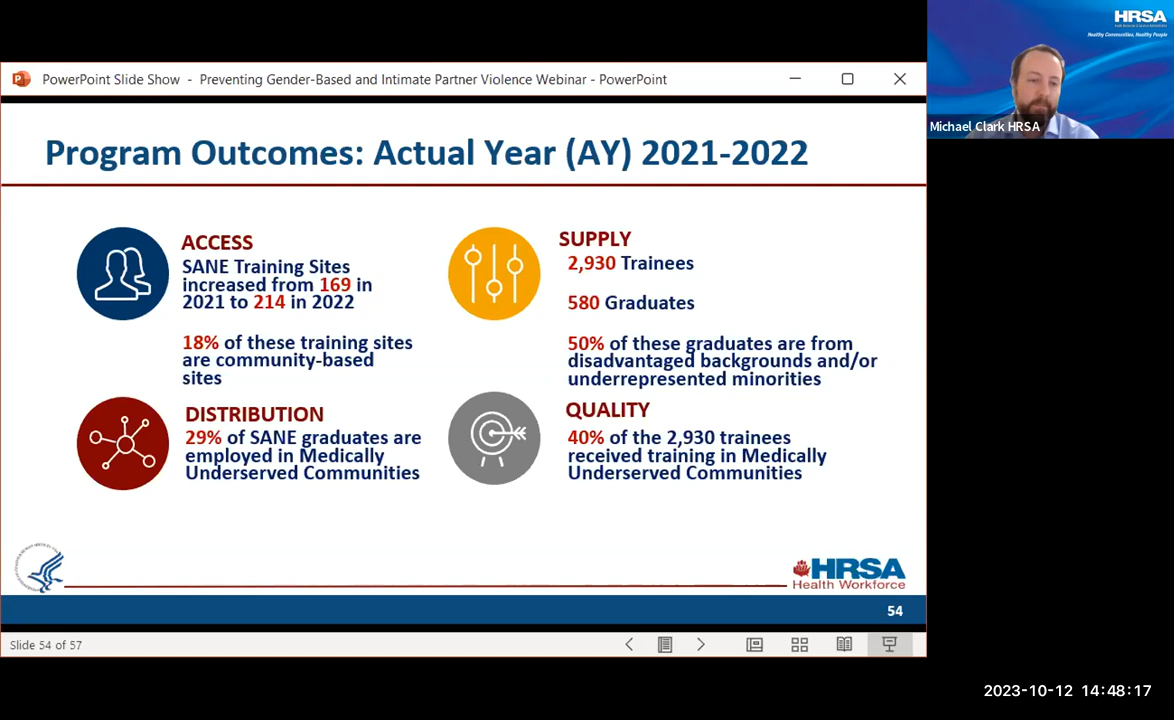 HRSA
Healthy Communities, Healthy People
PowerPoint Slide Show - Preventing Gender-Based and Intimate Partner Violence Webinar - PowerPoint
Michael Clark HRSA
Program Outcomes: Actual Year (AY) 2021-2022
ACCESS
SANE Training Sites
increased from 169 in
2021 to 214 in 2022
18% of these training sites
are community-based
sites
SUPPLY
2,930 Trainees
580 Graduates
50% of these graduates are from
disadvantaged backgrounds and/or
underrepresented minorities
DISTRIBUTION
29% of SANE graduates are
employed in Medically
Underserved Communities
QUALITY
40% of the 2,930 trainees
received training in Medically
Underserved Communities
HRSA
Health Workforce
54
Slide 54 of 57
2023-10-12 14:48:17